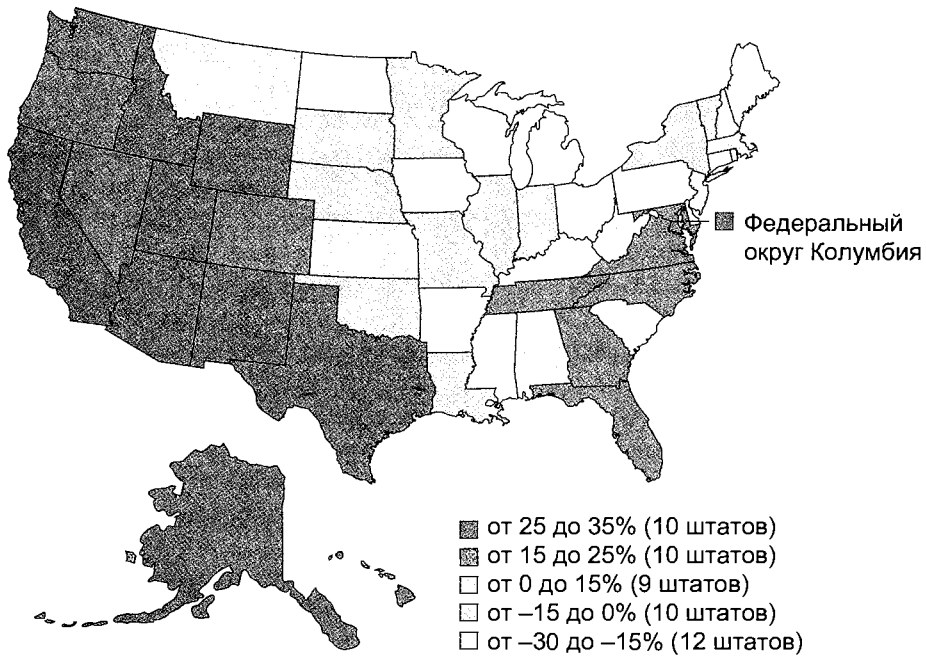 Федеральный
округ Колумбия
от 25 до 35% (10 штатов)
от 15 до 25% (10 штатов)
от 0 до 15% (9 штатов)
от –15 до 0% (10 штатов)
от –30 до –15% (12 штатов)